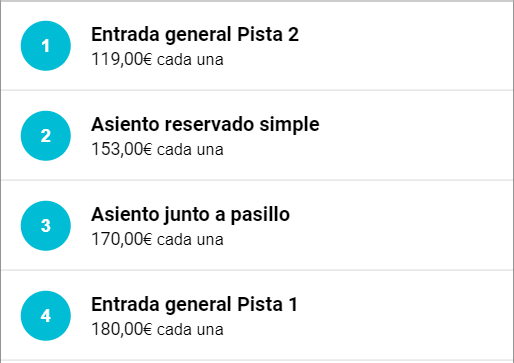 1
Entrada general Pista 2
119,00€ cada una
2
Asiento reservado simple
153,00€ cada una
3
Asiento junto a pasillo
170,00€ cada una
4
Entrada general Pista 1
180,00€ cada una